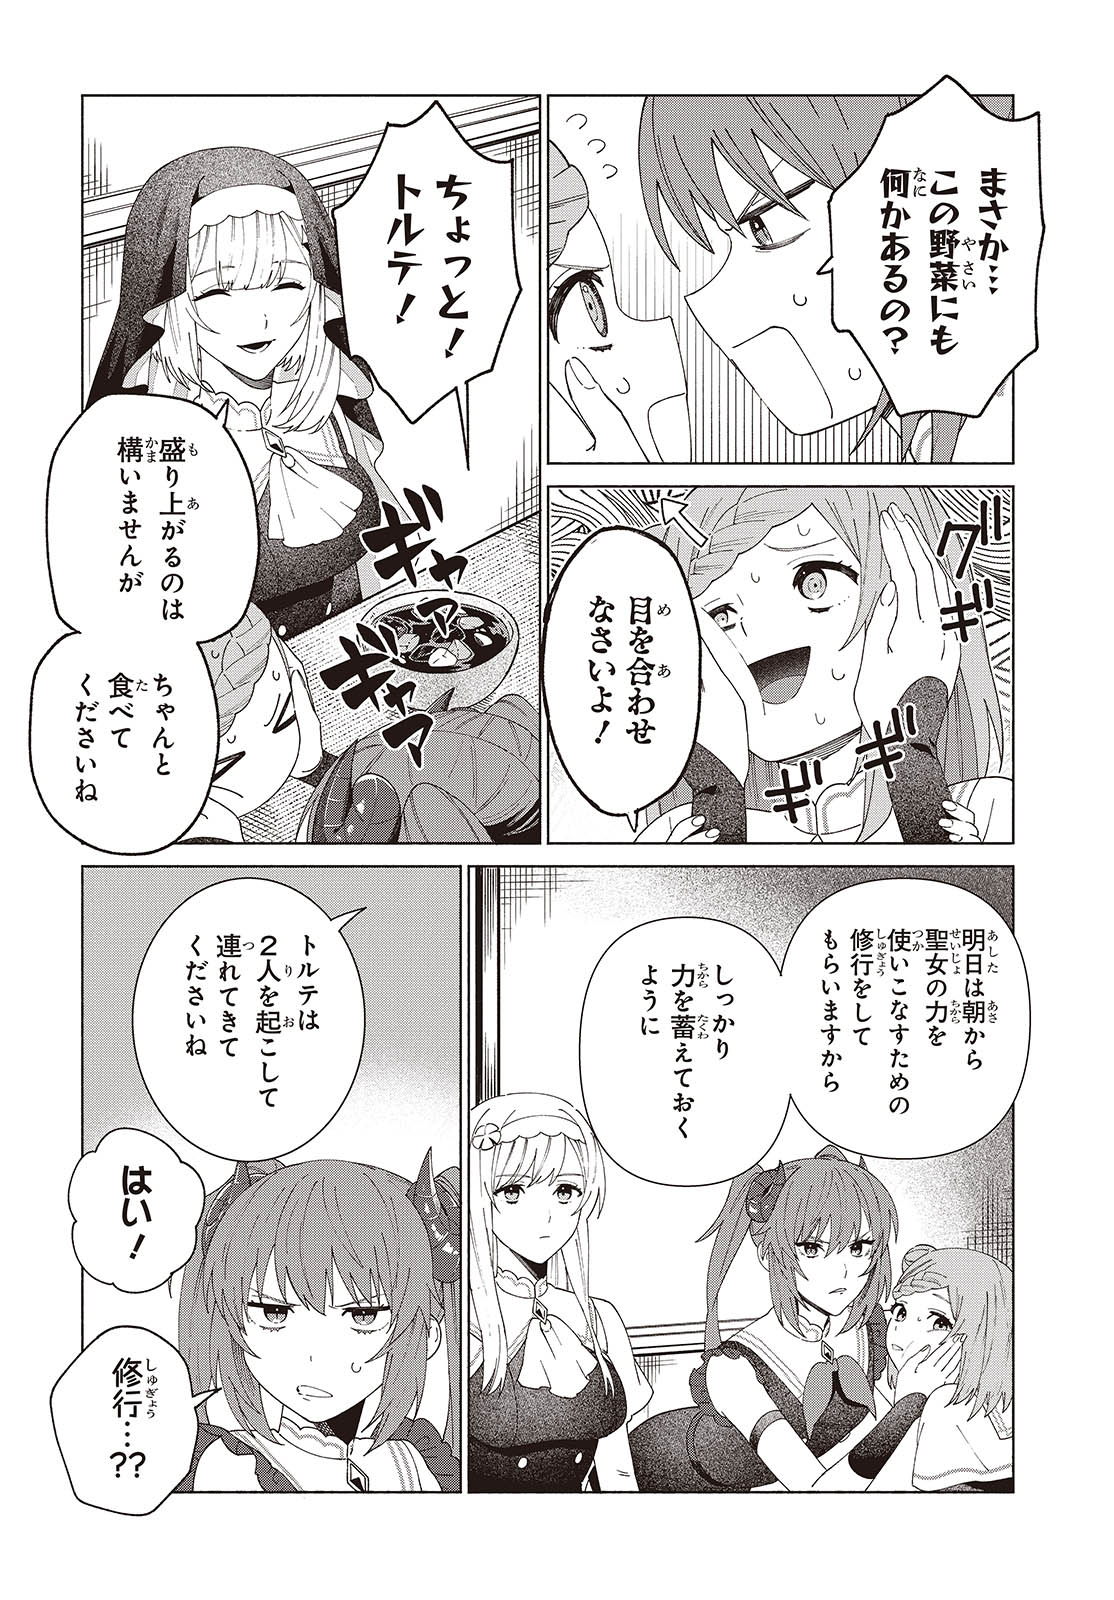 まさか…
この野菜にも
何かあるの？
グギギギ
目を合わせ
なさいよ！
ちょっと！
トルテ！
ギャァ
ギャァ
盛り上がるのは
構いませんが
ちゃんと
食べて
くださいね
明日は朝から
聖女の力を
使いこなすための
修行をして
もらいますから
しっかり
力を蓄えておく
ように
トルテは
2人を起こして
連れてきて
くださいね
はい！
修行…??